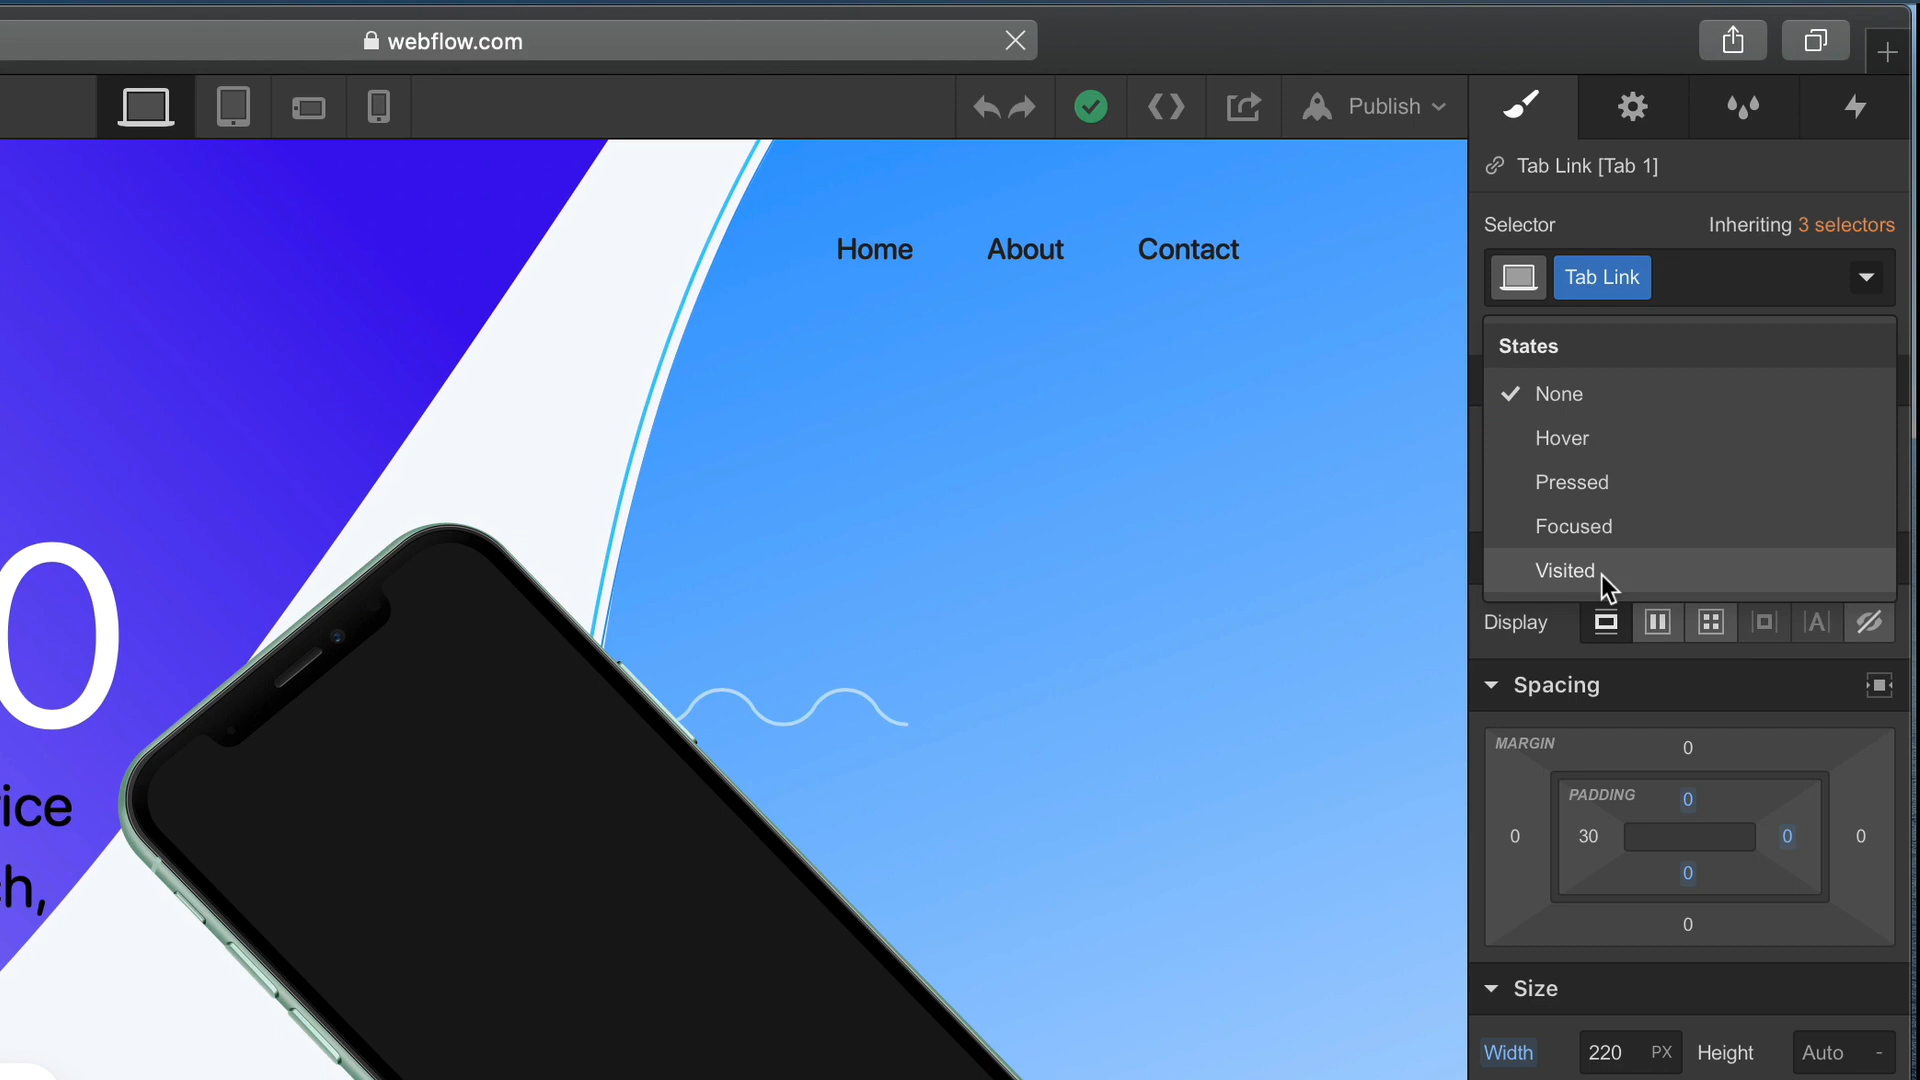 webflow.com
Publish
Tab Link [Tab 1]
Selector
Inheriting 3 selectors
Tab Link
Home
About
Contact
States
None
Hover
Pressed
Focused
Visited
Display
Spacing
MARGIN
0
PADDING
0
0
30
0
0
0
0
Size
Width
220
PX
Height
Auto
-
0
ice
h,